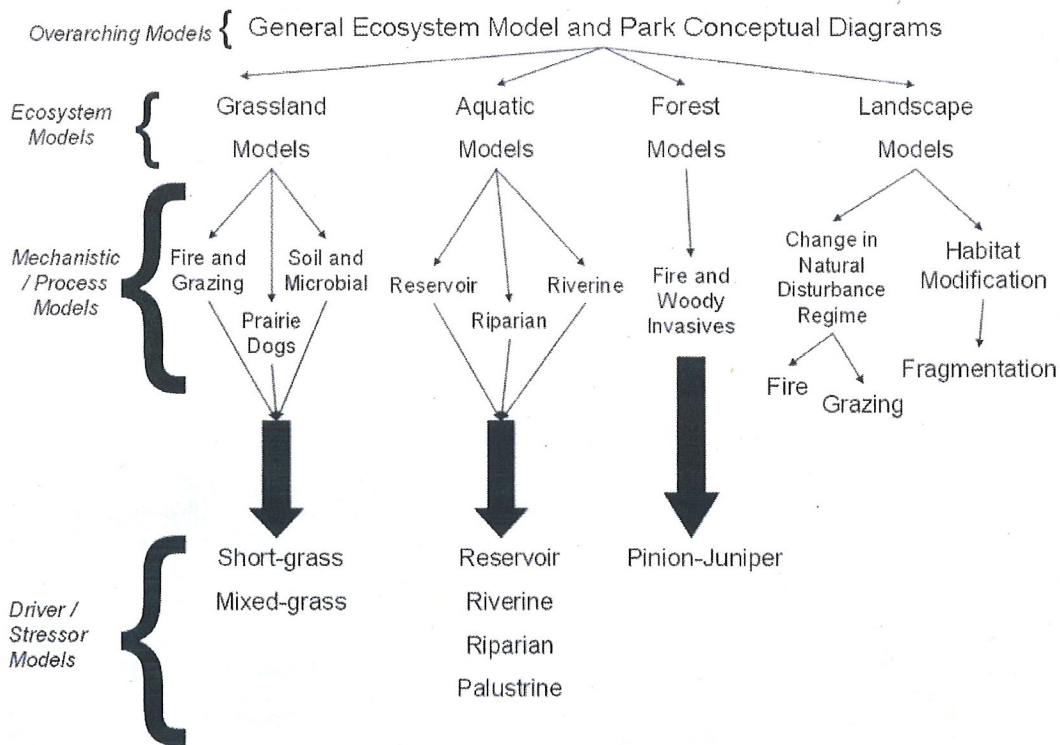 Overarching Models
General Ecosystem Model and Park Conceptual Diagrams
Ecosystem
Models
Grassland
Models
Aquatic
Models
Forest
Models
Landscape
Models
Mechanistic
/ Process
Models
Fire and
Grazing
Soil and
Microbial
Prairie
Dogs
Reservoir
Riparian
Riverine
Fire and
Woody
Invasives
Change in
Natural
Disturbance
Regime
Habitat
Modification
Fire
Grazing
Fragmentation
Driver /
Stressor
Models
Short-grass
Mixed-grass
Reservoir
Riverine
Riparian
Palustrine
Pinion-Juniper